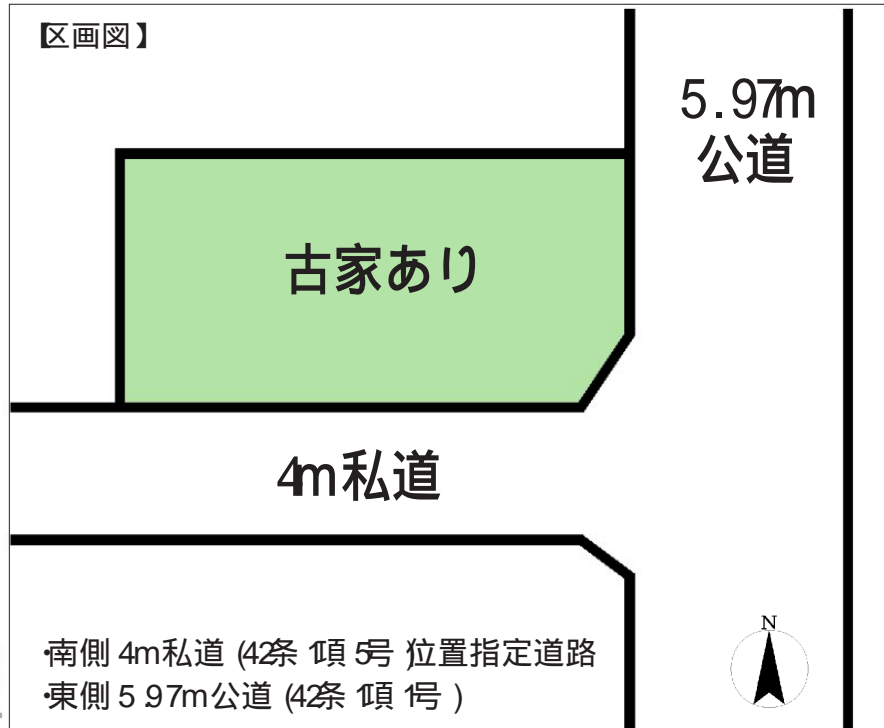 【区画図】
5.97m
公道
古家あり
4m私道
・南側 4m私道 (42条1項5号)位置指定道路
・東側 5.97m公道 (42条1項1号)
N